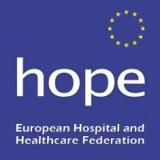 hope
European Hospital and
Healthcare Federation